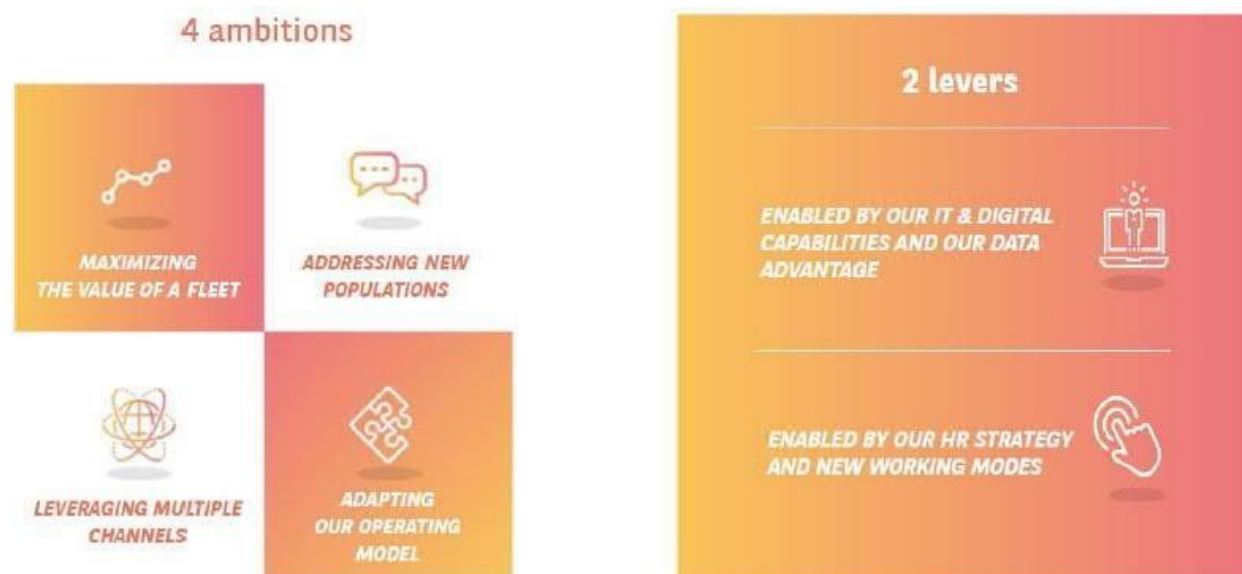 4 ambitions
MAXIMIZING
THE VALUE OF A FLEET
ADDRESSING NEW
POPULATIONS
LEVERAGING MULTIPLE
CHANNELS
ADAPTING
OUR OPERATING
MODEL
2 levers
ENABLED BY OUR IT & DIGITAL
CAPABILITIES AND OUR DATA
ADVANTAGE
ENABLED BY OUR HR STRATEGY
AND NEW WORKING MODES